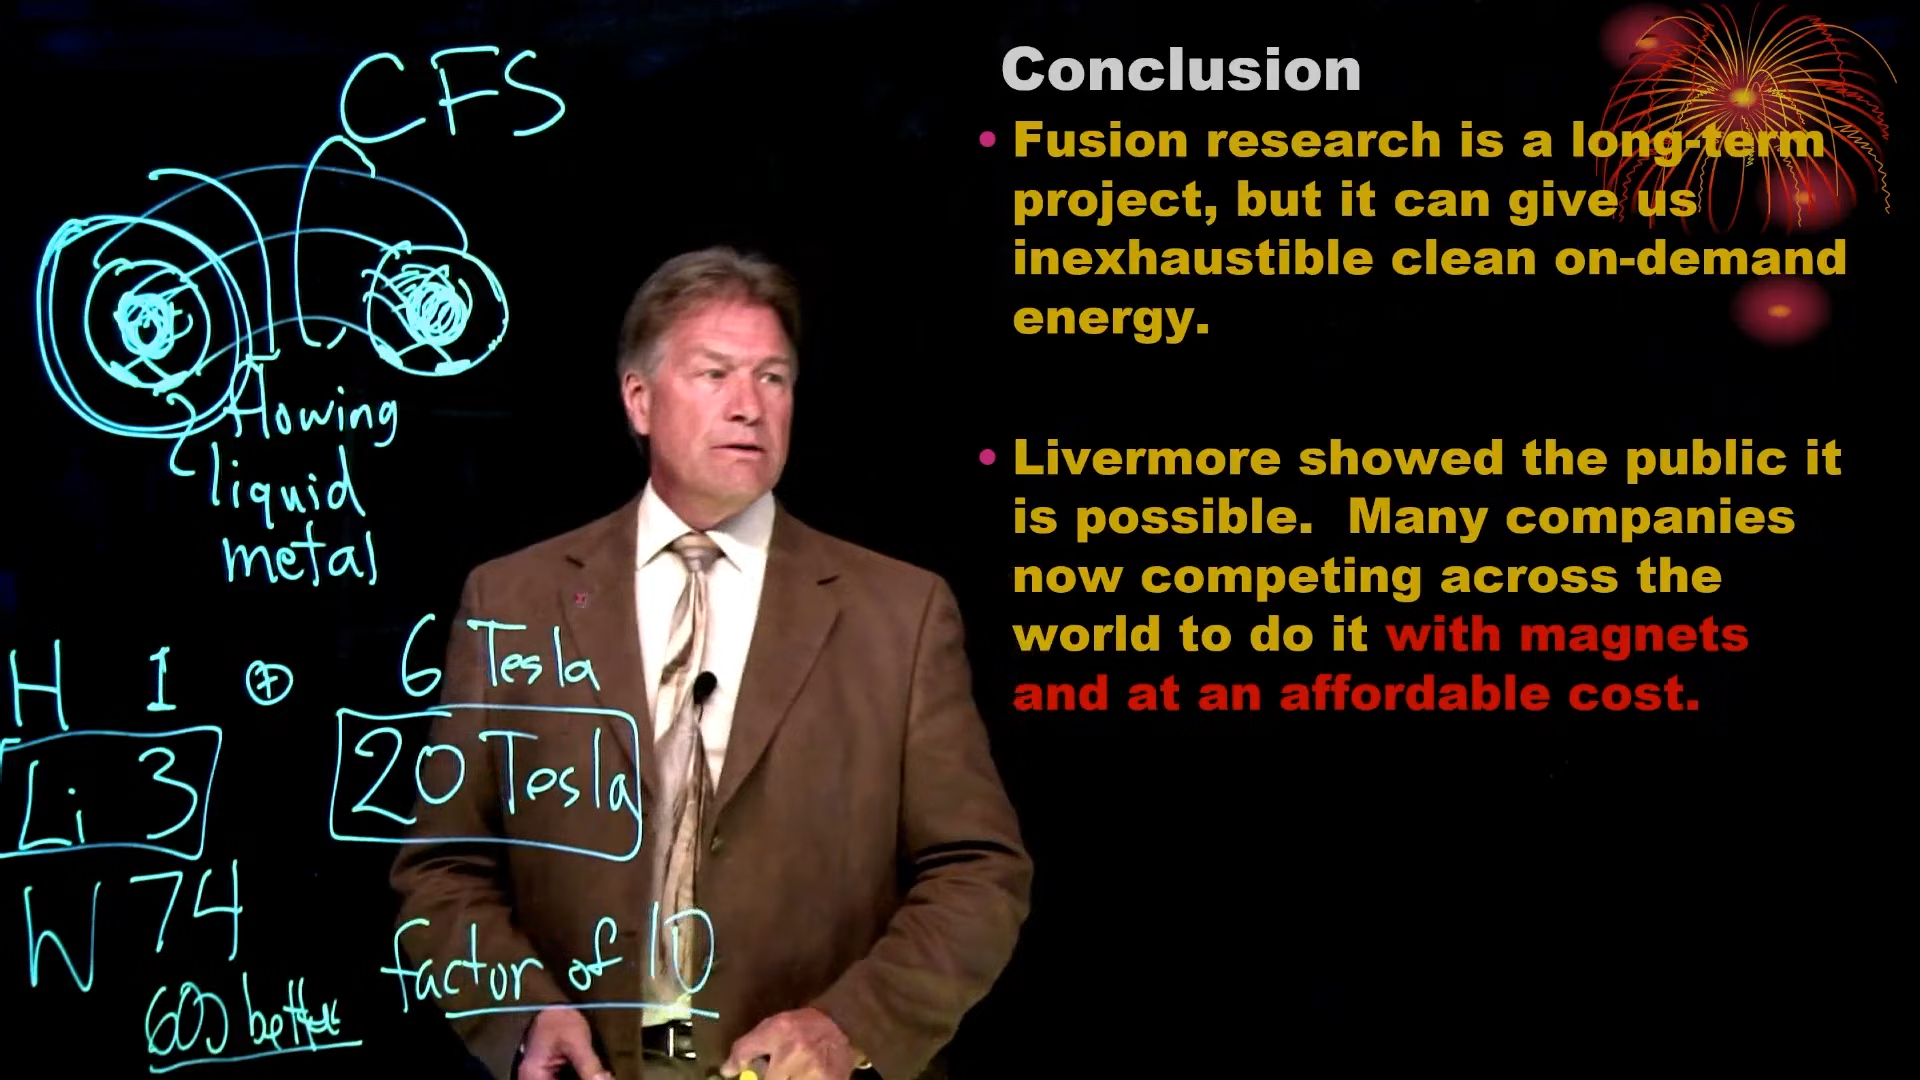 CFS
flowing
liquid
metal
H 1 +
6 Tesla
Li 3
20 Tesla
W 74
factor of 10
600 better
Conclusion
• Fusion research is a long-term
project, but it can give us
inexhaustible clean on-demand
energy.
• Livermore showed the public it
is possible. Many companies
now competing across the
world to do it with magnets
and at an affordable cost.